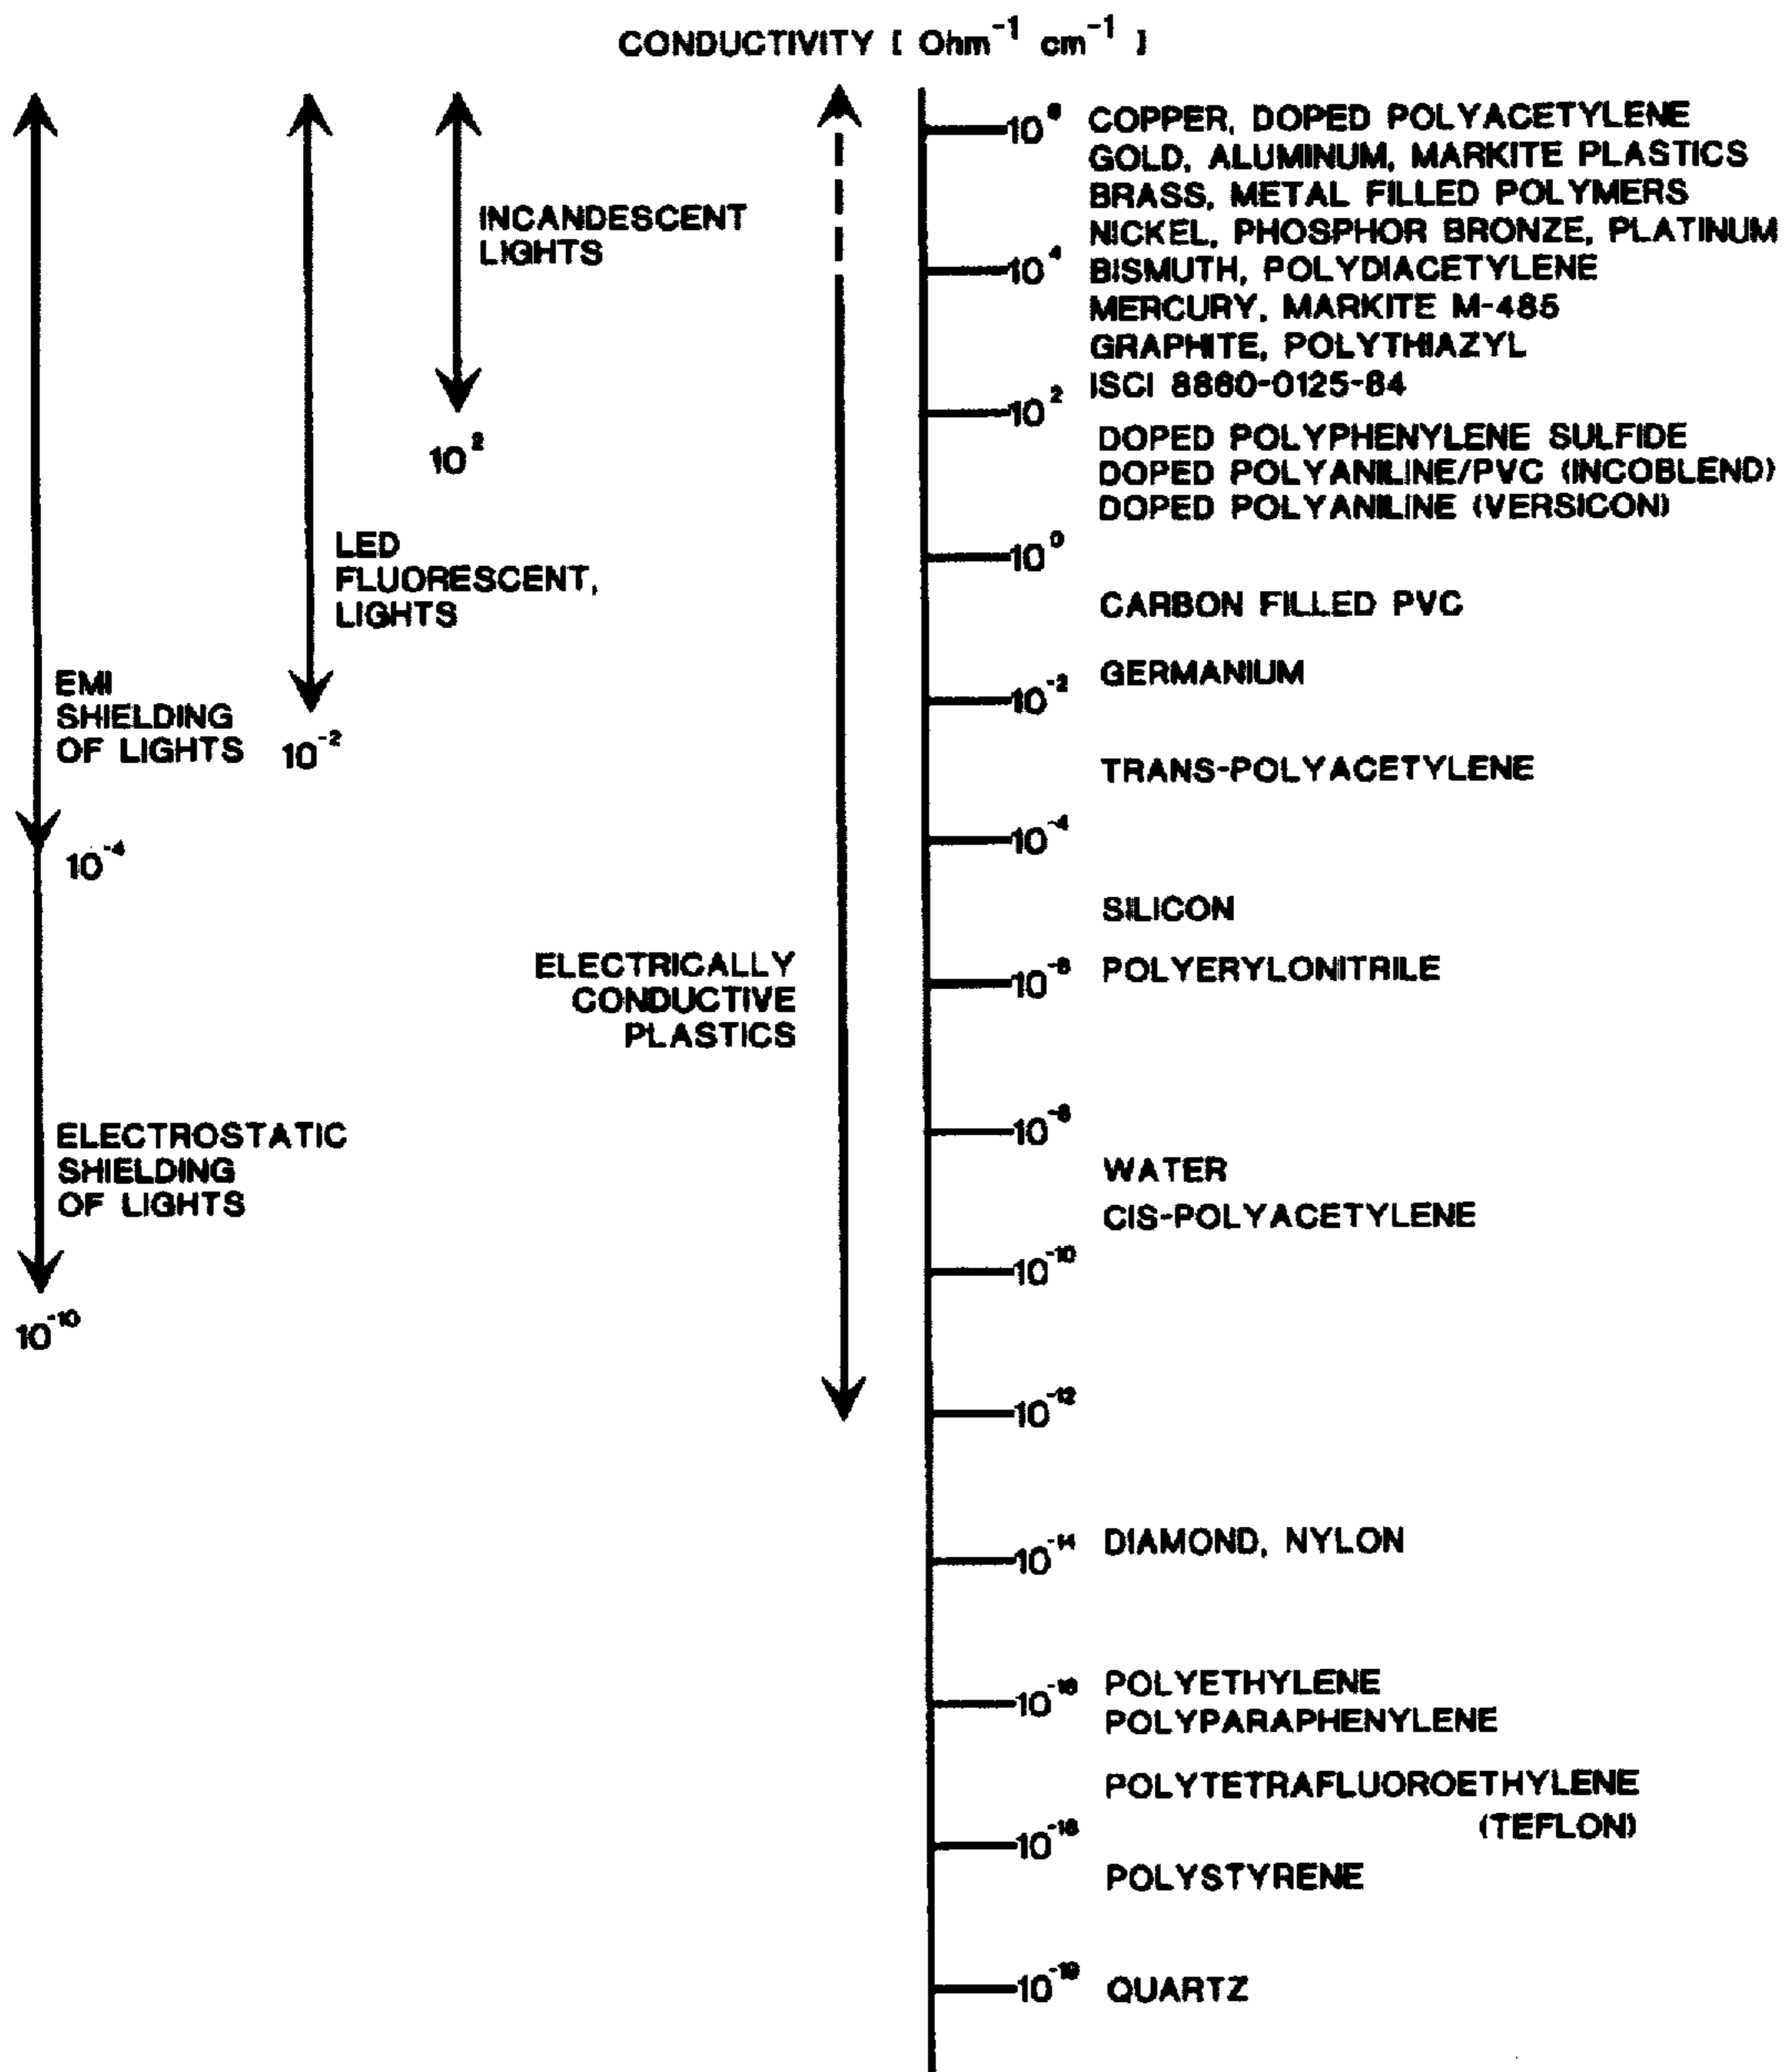 CONDUCTIVITY [ Ohm⁻¹ cm⁻¹ ]
INCANDESCENT
LIGHTS
10²
LED
FLUORESCENT,
LIGHTS
10⁻²
EMI
SHIELDING
OF LIGHTS
10⁻⁴
ELECTROSTATIC
SHIELDING
OF LIGHTS
10⁻¹⁰
ELECTRICALLY
CONDUCTIVE
PLASTICS
10⁶ COPPER, DOPED POLYACETYLENE
GOLD, ALUMINUM, MARKITE PLASTICS
BRASS, METAL FILLED POLYMERS
NICKEL, PHOSPHOR BRONZE, PLATINUM
10⁴ BISMUTH, POLYDIACETYLENE
MERCURY, MARKITE M-485
GRAPHITE, POLYTHIAZYL
ISCI 8860-0125-84
10²
DOPED POLYPHENYLENE SULFIDE
DOPED POLYANILINE/PVC (INCOBLEND)
DOPED POLYANILINE (VERSICON)
10⁰
CARBON FILLED PVC
GERMANIUM
10⁻²
TRANS-POLYACETYLENE
10⁻⁴
SILICON
10⁻⁶ POLYERYLONITRILE
10⁻⁸
WATER
CIS-POLYACETYLENE
10⁻¹⁰
10⁻¹²
10⁻¹⁴ DIAMOND, NYLON
10⁻¹⁶ POLYETHYLENE
POLYPARAPHENYLENE
POLYTETRAFLUOROETHYLENE
(TEFLON)
10⁻¹⁸
POLYSTYRENE
10⁻¹⁹ QUARTZ